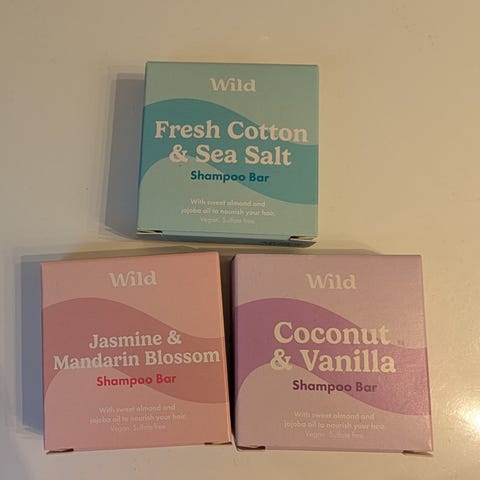 Wild
Fresh Cotton
& Sea Salt
Shampoo Bar
With sweet almond and
jojoba oil to nourish your hair.
Vegan. Sulfate free.
Wild
Jasmine &
Mandarin Blossom
Shampoo Bar
With sweet almond and
jojoba oil to nourish your hair.
Vegan. Sulfate free.
Wild
Coconut
& Vanilla
Shampoo Bar
With sweet almond and
jojoba oil to nourish your hair.
Vegan. Sulfate free.